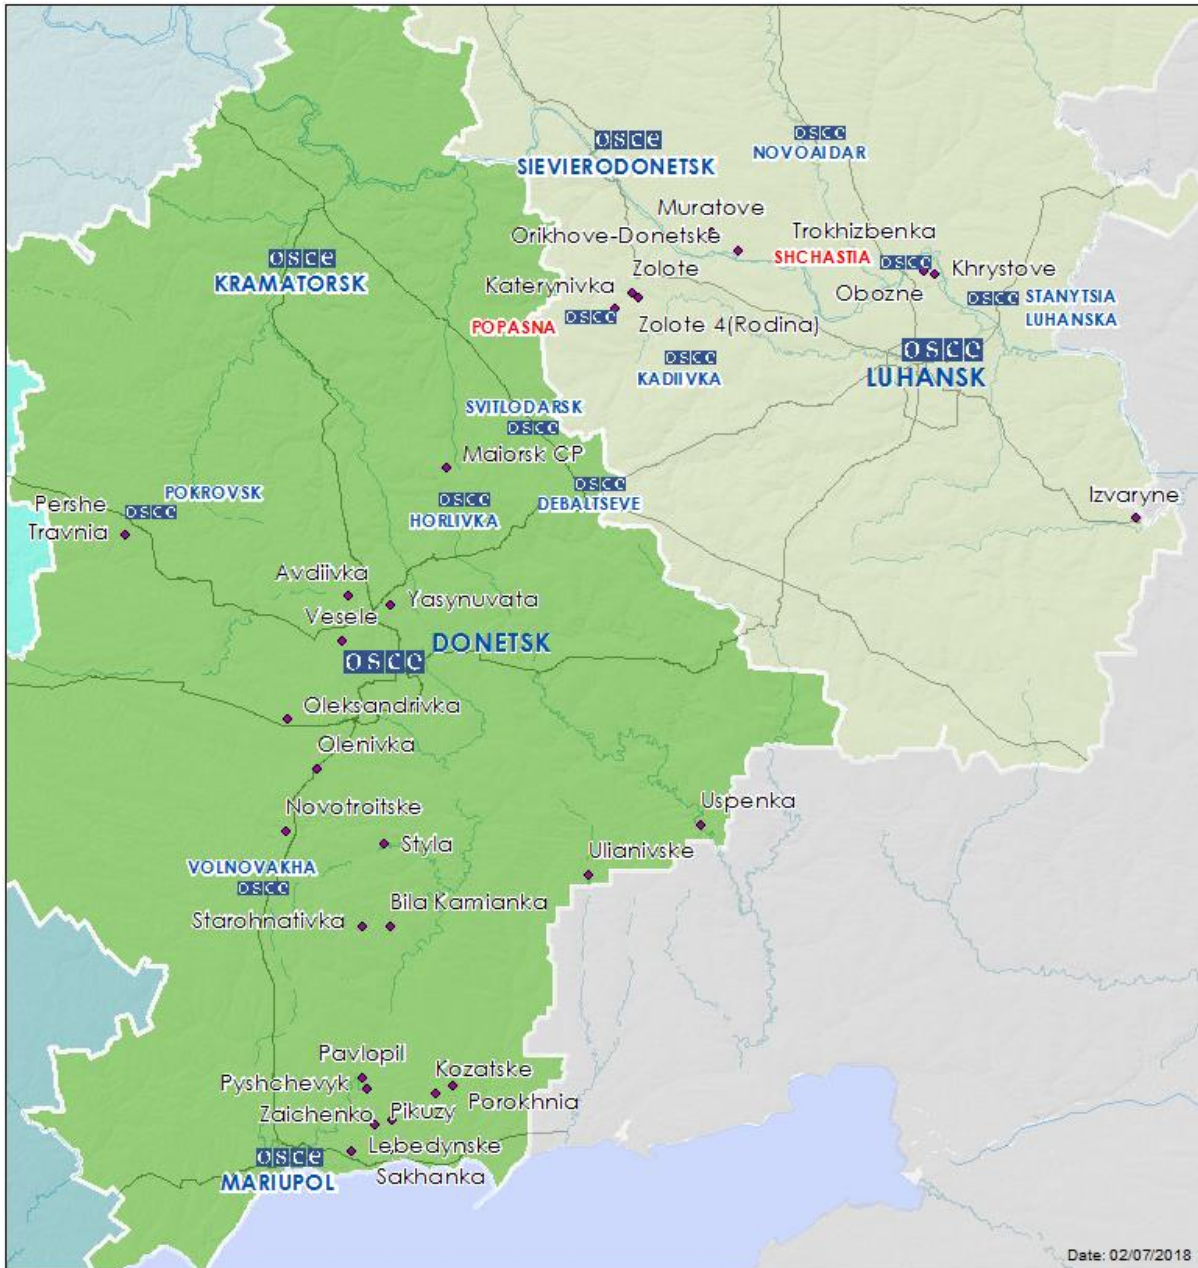 osce
SIEVIERODONETSK
osce
NOVOAIDAR
Muratove
Orikhove-Donetske
Trokhizbenka
SHCHASTIA
osce
Khrystove
Obozne
osce
KRAMATORSK
Zolote
Katerynivka
POPASNA
osce
Zolote 4(Rodina)
osce
STANYTSIA
LUHANSKA
osce
LUHANSK
osce
KADIIVKA
SVITLODARSK
osce
Maiorsk CP
osce
HORLIVKA
osce
DEBALTSEVE
Izvaryne
POKROVSK
osce
Pershe
Travnia
Avdiivka
Yasynuvata
Vesele
DONETSK
osce
Oleksandrivka
Olenivka
Novotroitske
Styla
Uspenka
Ulianivske
VOLNOVAKHA
osce
Starohnativka
Bila Kamianka
Pavlopil
Pyshchevyk
Kozatske
Porokhnia
Zaichenko
Pikuzy
Lebedynske
Sakhanka
osce
MARIUPOL
Date: 02/07/2018